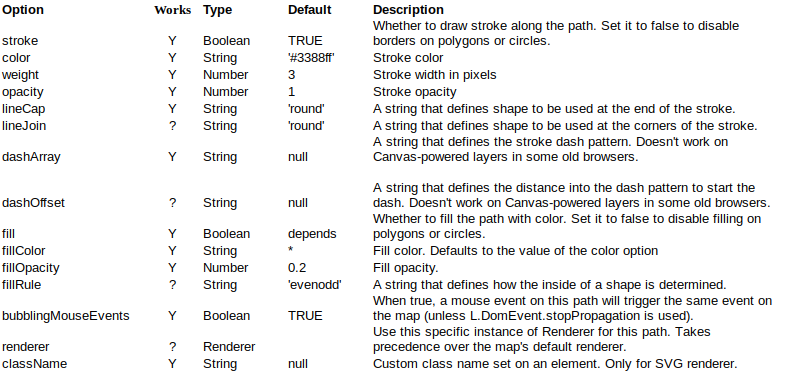 Option Works Type Default Description
Whether to draw stroke along the path. Set it to false to disable
stroke Y Boolean TRUE borders on polygons or circles.
color Y String '#3388ff' Stroke color
weight Y Number 3 Stroke width in pixels
opacity Y Number 1 Stroke opacity
lineCap Y String 'round' A string that defines shape to be used at the end of the stroke.
lineJoin ? String 'round' A string that defines shape to be used at the corners of the stroke.
A string that defines the stroke dash pattern. Doesn't work on
dashArray Y String null Canvas-powered layers in some old browsers.
A string that defines the distance into the dash pattern to start the
dashOffset ? String null dash. Doesn't work on Canvas-powered layers in some old browsers.
Whether to fill the path with color. Set it to false to disable filling on
fill Y Boolean depends polygons or circles.
fillColor Y String * Fill color. Defaults to the value of the color option
fillOpacity Y Number 0.2 Fill opacity.
fillRule ? String 'evenodd' A string that defines how the inside of a shape is determined.
When true, a mouse event on this path will trigger the same event on
bubblingMouseEvents Y Boolean TRUE the map (unless L.DomEvent.stopPropagation is used).
Use this specific instance of Renderer for this path. Takes
renderer ? Renderer precedence over the map's default renderer.
className Y String null Custom class name set on an element. Only for SVG renderer.